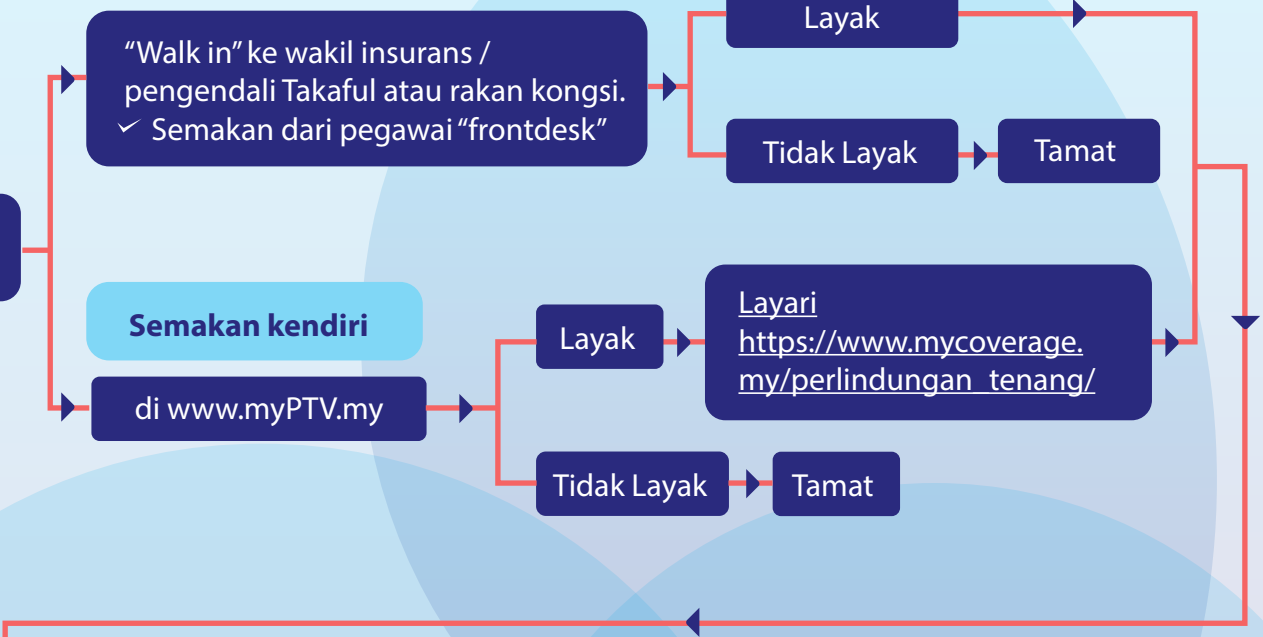 “Walk in” ke wakil insurans /
pengendali Takaful atau rakan kongsi.
✓ Semakan dari pegawai “frontdesk”
Layak
Tidak Layak
Tamat
Semakan kendiri
di www.myPTV.my
Layak
Layari
https://www.mycoverage.
my/perlindungan_tenang/
Tidak Layak
Tamat